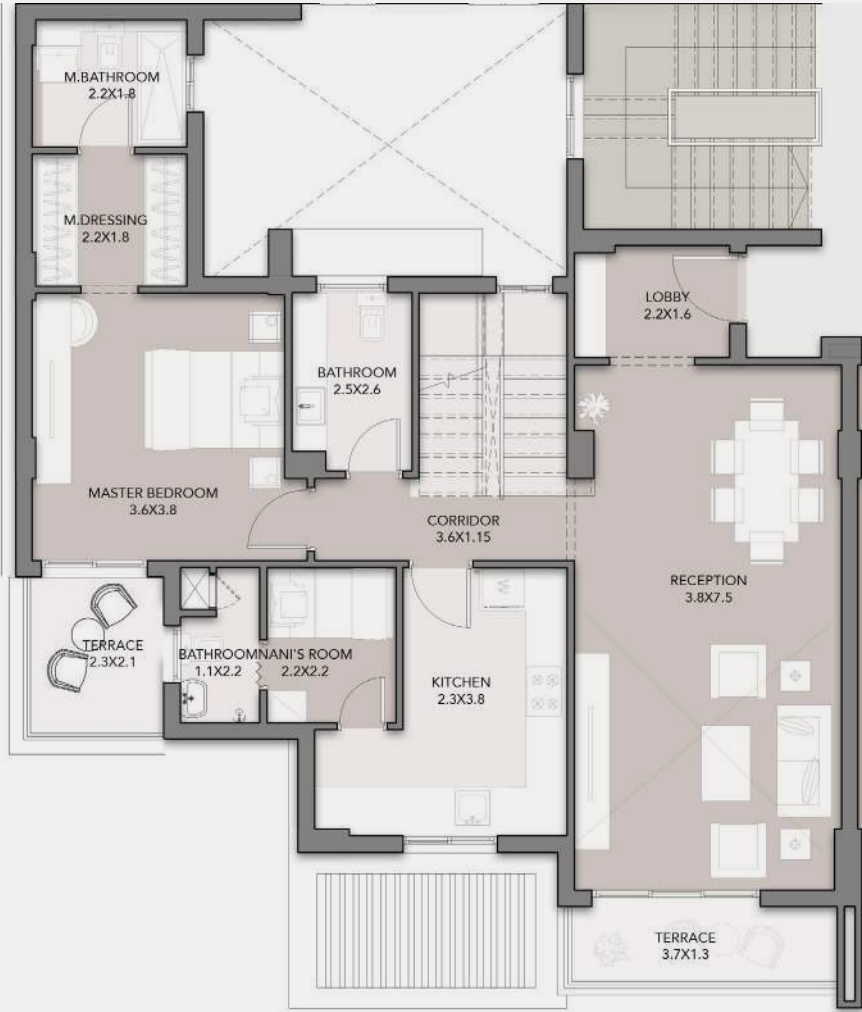 M.BATHROOM
2.2X1.8
M.DRESSING
2.2X1.8
LOBBY
2.2X1.6
BATHROOM
2.5X2.6
MASTER BEDROOM
3.6X3.8
CORRIDOR
3.6X1.15
RECEPTION
3.8X7.5
TERRACE
2.3X2.1
BATHROOM
1.1X2.2
NANI'S ROOM
2.2X2.2
W
KITCHEN
2.3X3.8
TERRACE
3.7X1.3